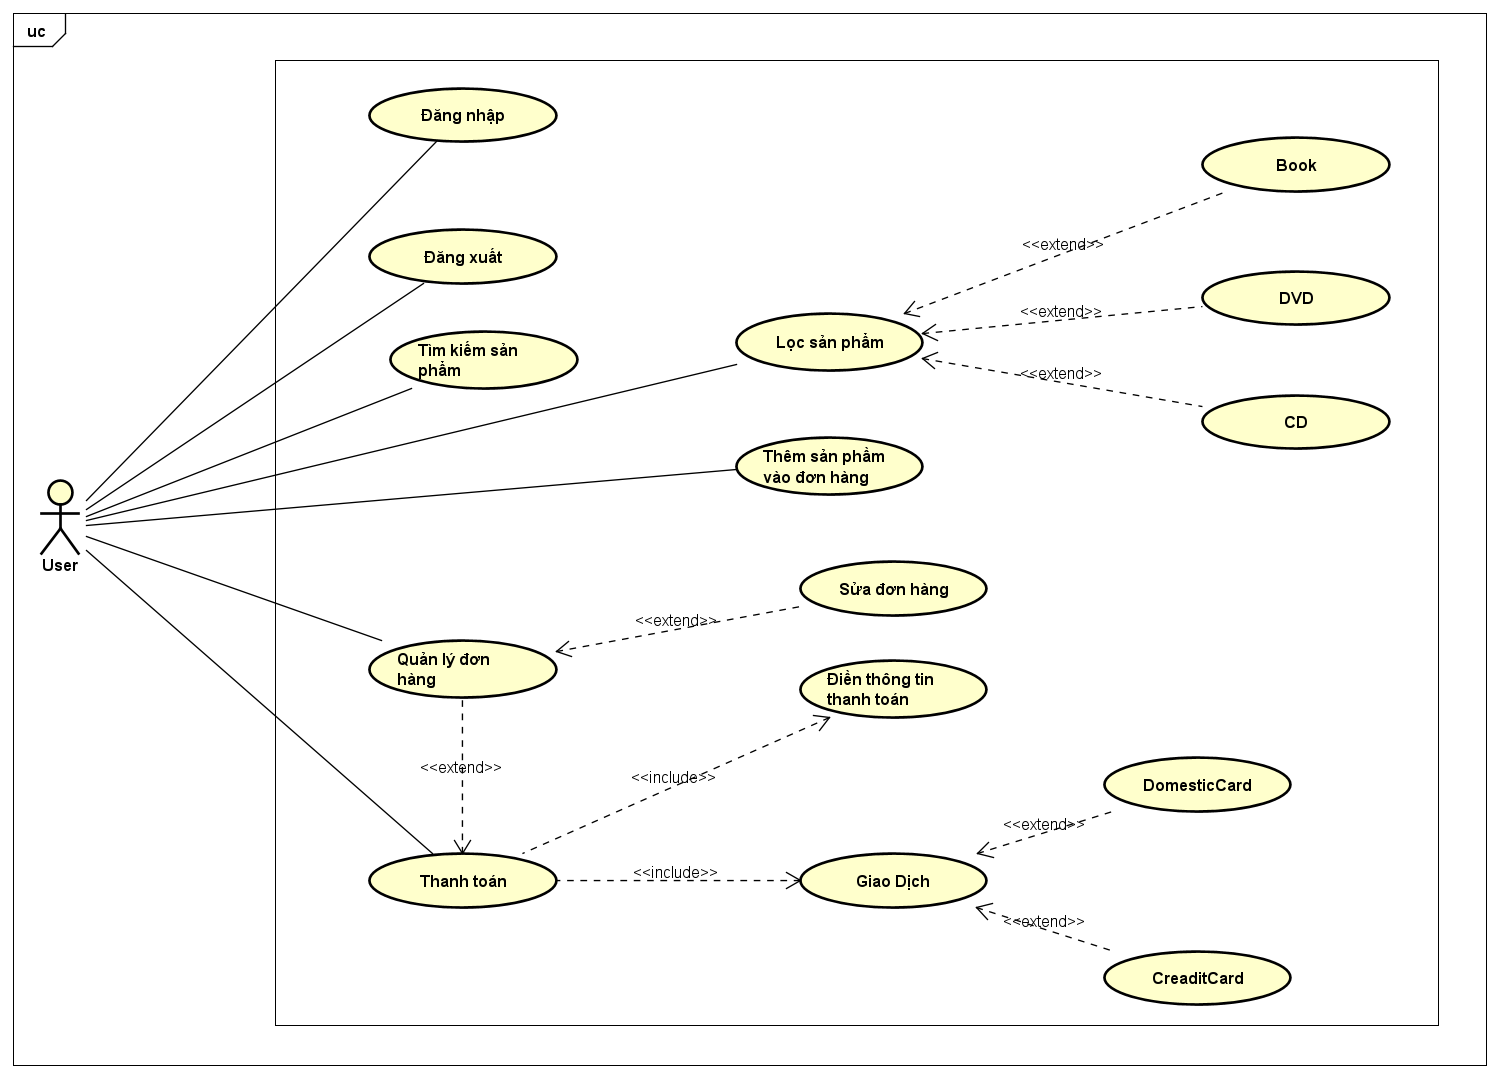 uc
Đăng nhập
Book
<<extend>>
Đăng xuất
DVD
<<extend>>
Lọc sản phẩm
Tìm kiếm sản
phẩm
<<extend>>
CD
Thêm sản phẩm
vào đơn hàng
User
Sửa đơn hàng
<<extend>>
Quản lý đơn
hàng
Điền thông tin
thanh toán
<<extend>>
<<include>>
DomesticCard
<<extend>>
<<include>>
Thanh toán
Giao Dịch
<<extend>>
CreaditCard